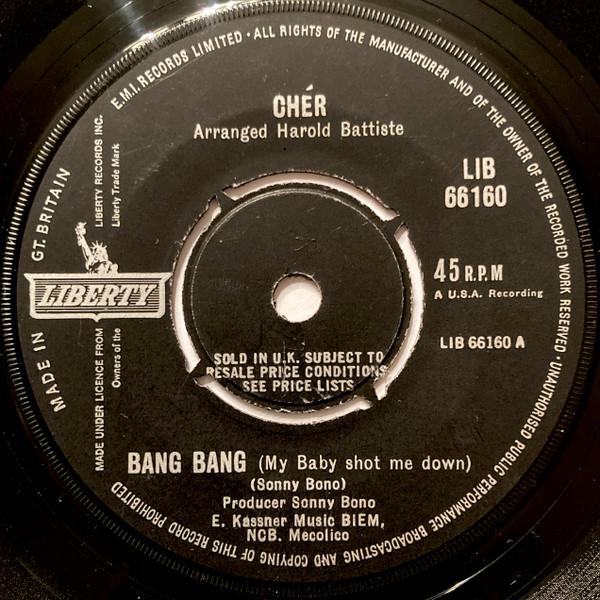 E.M.I. RECORDS LIMITED · ALL RIGHTS OF THE MANUFACTURER AND OF THE OWNER OF THE RECORDED WORK RESERVED · UNAUTHORISED PUBLIC PERFORMANCE BROADCASTING AND COPYING OF THIS RECORD PROHIBITED
MADE IN GT. BRITAIN
CHÉR
Arranged Harold Battiste
LIBERTY RECORDS INC.
Liberty Trade Mark
LIBERTY
MADE UNDER LICENCE FROM
Owners of the
LIB
66160
45 R.P.M
A U.S.A. Recording
LIB 66160 A
SOLD IN U.K. SUBJECT TO
RESALE PRICE CONDITIONS
SEE PRICE LISTS
BANG BANG (My Baby shot me down)
(Sonny Bono)
Producer Sonny Bono
E. Kassner Music BIEM,
NCB. Mecolico